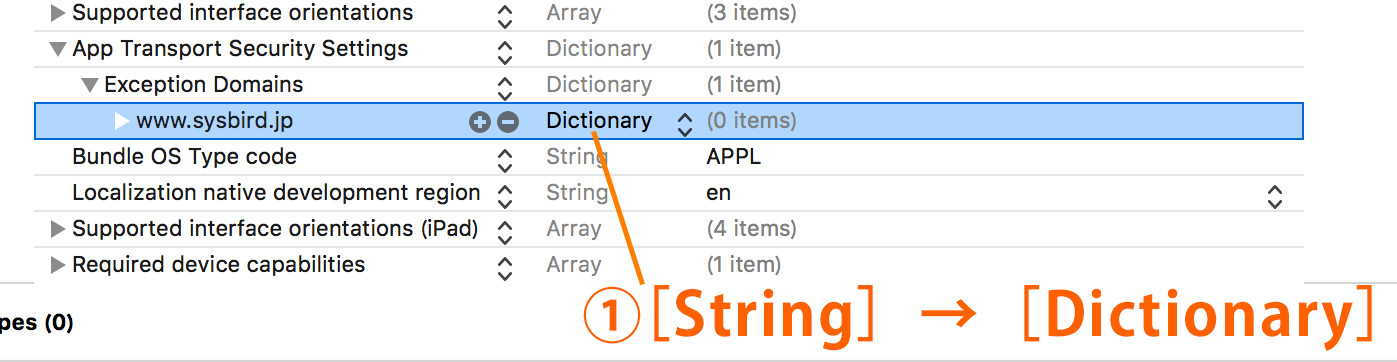 Supported interface orientations Array (3 items)
App Transport Security Settings Dictionary (1 item)
Exception Domains Dictionary (1 item)
www.sysbird.jp Dictionary (0 items)
Bundle OS Type code String APPL
Localization native development region String en
Supported interface orientations (iPad) Array (4 items)
Required device capabilities Array (1 item)
①[String] → [Dictionary]
pes (0)